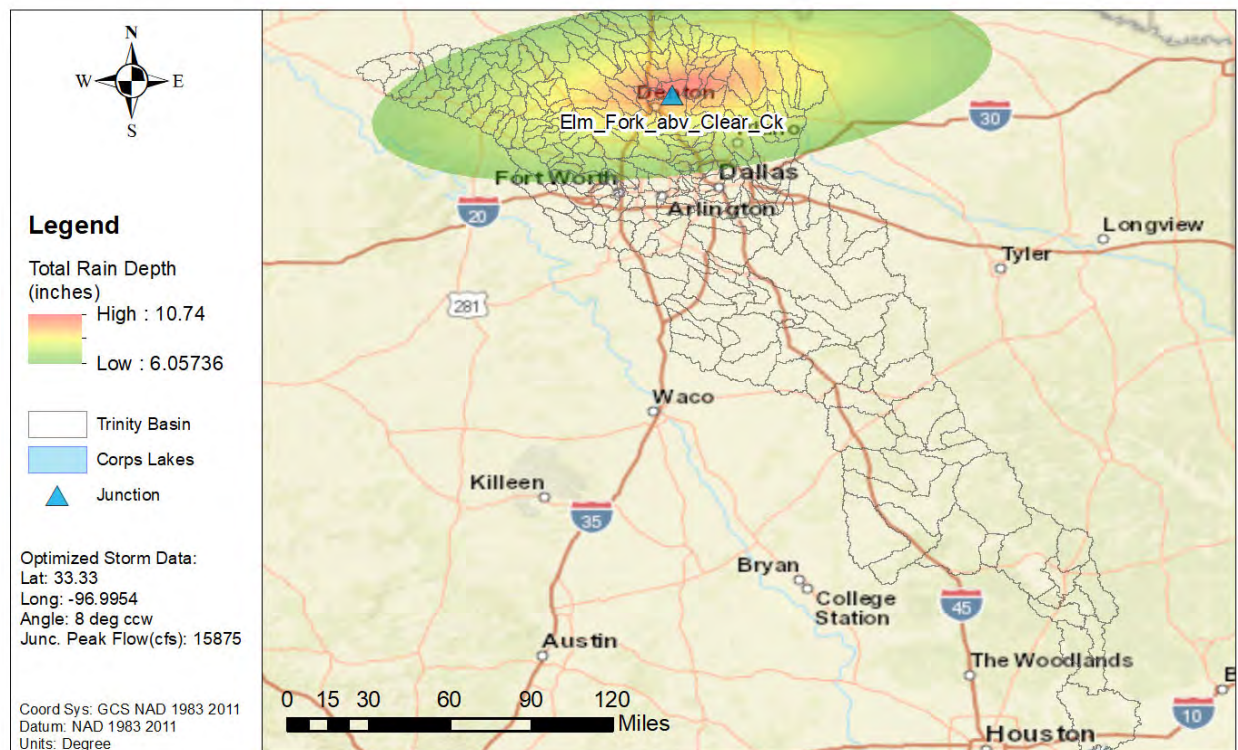 N
W
E
S
Legend
Total Rain Depth
(inches)
High : 10.74
Low : 6.05736
Trinity Basin
Corps Lakes
Junction
Optimized Storm Data:
Lat: 33.33
Long: -96.9954
Angle: 8 deg ccw
Junc. Peak Flow(cfs): 15875
Coord Sys: GCS NAD 1983 2011
Datum: NAD 1983 2011
Units: Degree
Denton
Elm_Fork_abv_Clear_Ck
30
Fort Worth
Dallas
20
Arlington
Longview
Tyler
281
Waco
Killeen
35
Bryan
College
Station
45
Austin
The Woodlands
10
Houston
0 15 30 60 90 120
Miles